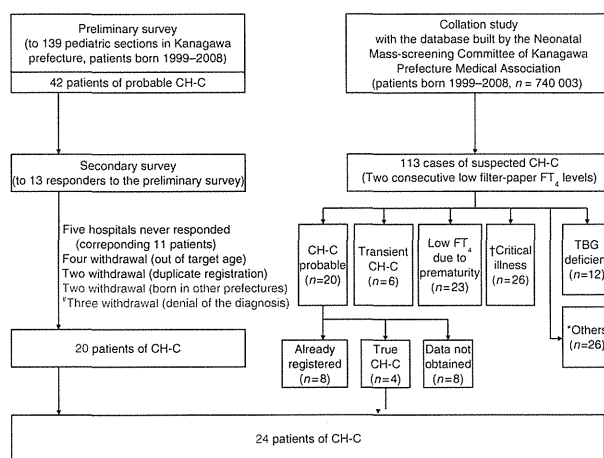 Preliminary survey
(to 139 pediatric sections in Kanagawa
prefecture, patients born 1999–2008)
42 patients of probable CH-C
Secondary survey
(to 13 responders to the preliminary survey)
Five hospitals never responded
(correponding 11 patients)
Four withdrawal (out of target age)
Two withdrawal (duplicate registration)
Two withdrawal (born in other prefectures)
#Three withdrawal (denial of the diagnosis)
20 patients of CH-C
Collation study
with the database built by the Neonatal
Mass-screening Committee of Kanagawa
Prefecture Medical Association
(patients born 1999–2008, n = 740 003)
113 cases of suspected CH-C
(Two consecutive low filter-paper FT4 levels)
CH-C
probable
(n=20)
Transient
CH-C
(n=6)
Low FT4
due to
prematurity
(n=23)
†Critical
illness
(n=26)
TBG
deficien
(n=12)
*Others
(n=26)
Already
registered
(n=8)
True
CH-C
(n=4)
Data not
obtained
(n=8)
24 patients of CH-C